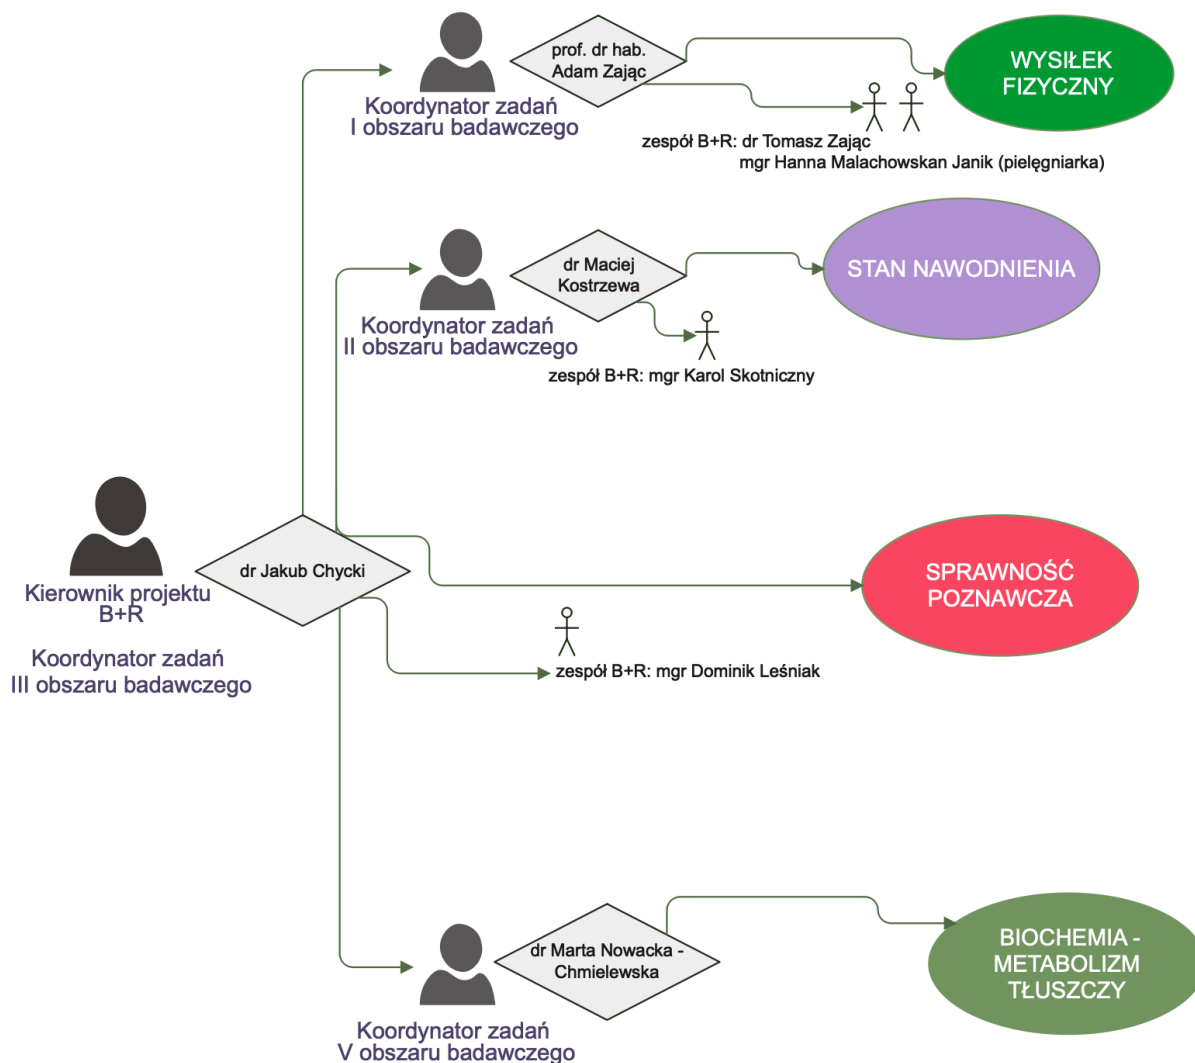 prof. dr hab.
Adam Zając
WYSIŁEK
FIZYCZNY
Koordynator zadań
I obszaru badawczego
zespół B+R: dr Tomasz Zając
mgr Hanna Malachowskan Janik (pielęgniarka)
dr Maciej
Kostrzewa
STAN NAWODNIENIA
Koordynator zadań
II obszaru badawczego
zespół B+R: mgr Karol Skotniczny
dr Jakub Chycki
Kierownik projektu
B+R
Koordynator zadań
III obszaru badawczego
SPRAWNOŚĆ
POZNAWCZA
zespół B+R: mgr Dominik Leśniak
dr Marta Nowacka -
Chmielewska
BIOCHEMIA -
METABOLIZM
TŁUSZCZY
Koordynator zadań
V obszaru badawczego